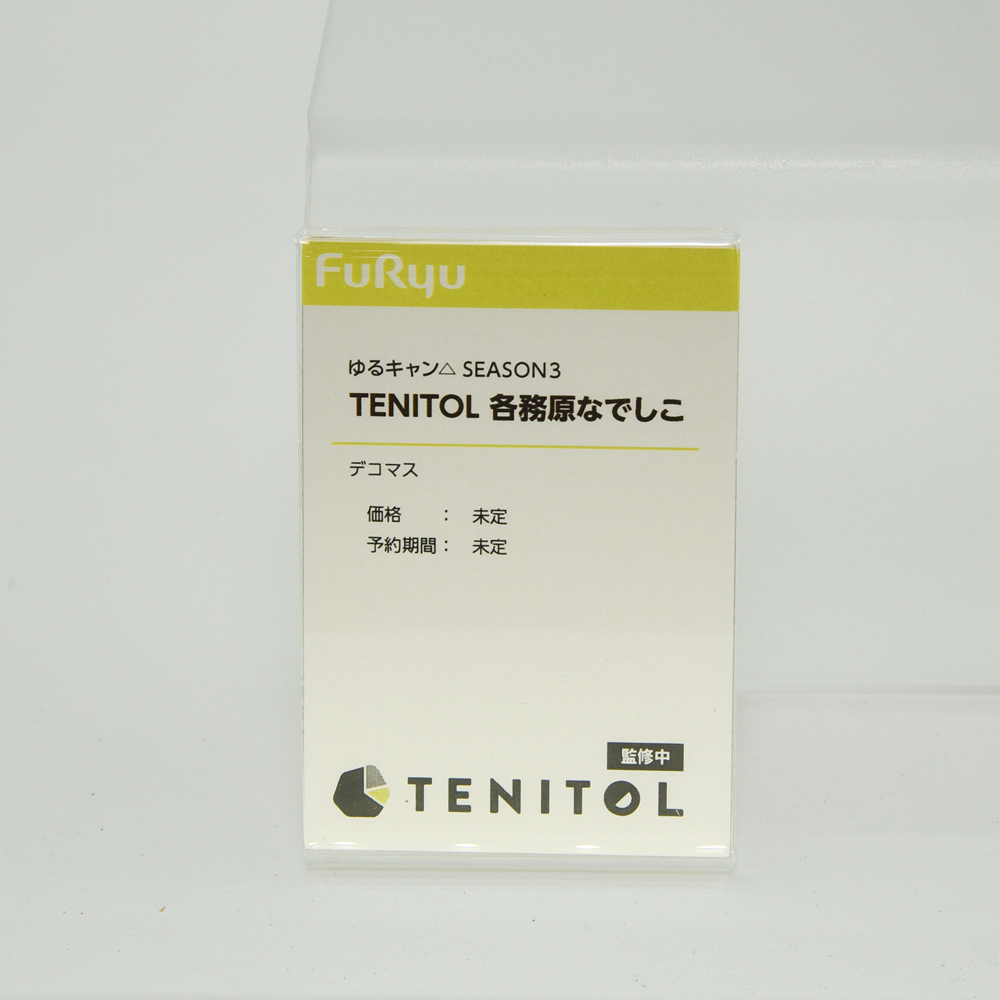 FuRyu
ゆるキャン△ SEASON3
TENITOL 各務原なでしこ
デコマス
価格 : 未定
予約期間 : 未定
監修中
TENITOL